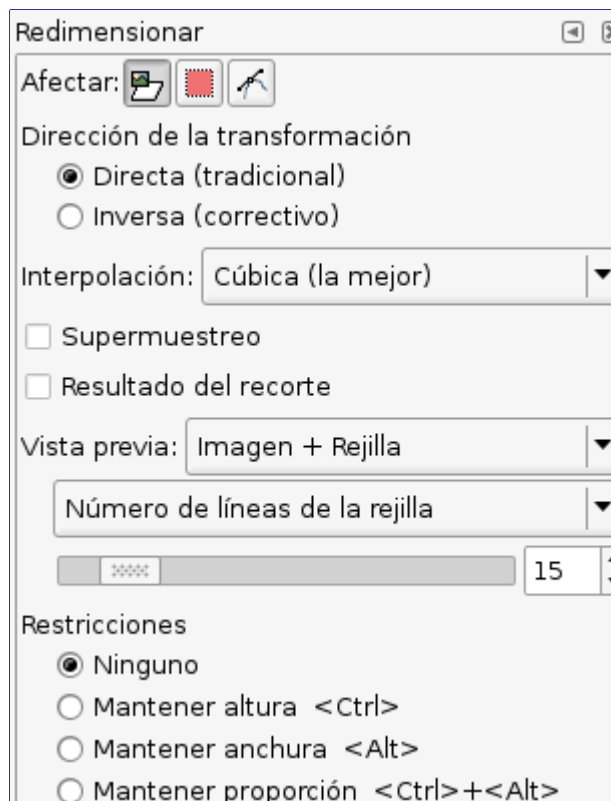 Redimensionar
Afectar:
Dirección de la transformación
Directa (tradicional)
Inversa (correctivo)
Interpolación: Cúbica (la mejor)
Supermuestreo
Resultado del recorte
Vista previa: Imagen + Rejilla
Número de líneas de la rejilla
15
Restricciones
Ninguno
Mantener altura <Ctrl>
Mantener anchura <Alt>
Mantener proporción <Ctrl>+<Alt>